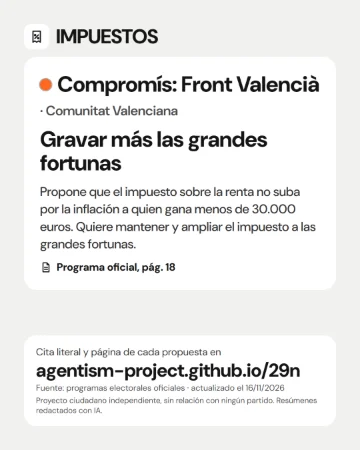 IMPUESTOS
Compromís: Front Valencià
· Comunitat Valenciana
Gravar más las grandes
fortunas
Propone que el impuesto sobre la renta no suba
por la inflación a quien gana menos de 30.000
euros. Quiere mantener y ampliar el impuesto a las
grandes fortunas.
Programa oficial, pág. 18
Cita literal y página de cada propuesta en
agentism-project.github.io/29n
Fuente: programas electorales oficiales · actualizado el 16/11/2026
Proyecto ciudadano independiente, sin relación con ningún partido. Resúmenes
redactados con IA.